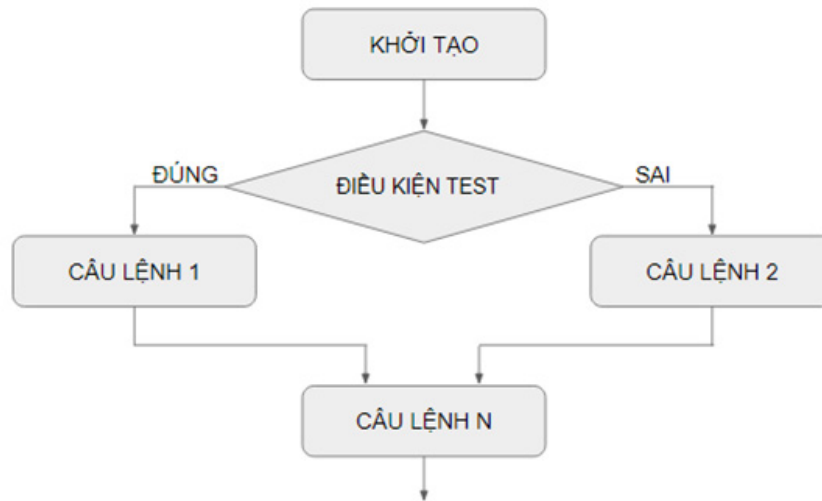 KHỞI TẠO
ĐÚNG
ĐIỀU KIỆN TEST
SAI
CÂU LỆNH 1
CÂU LỆNH 2
CÂU LỆNH N